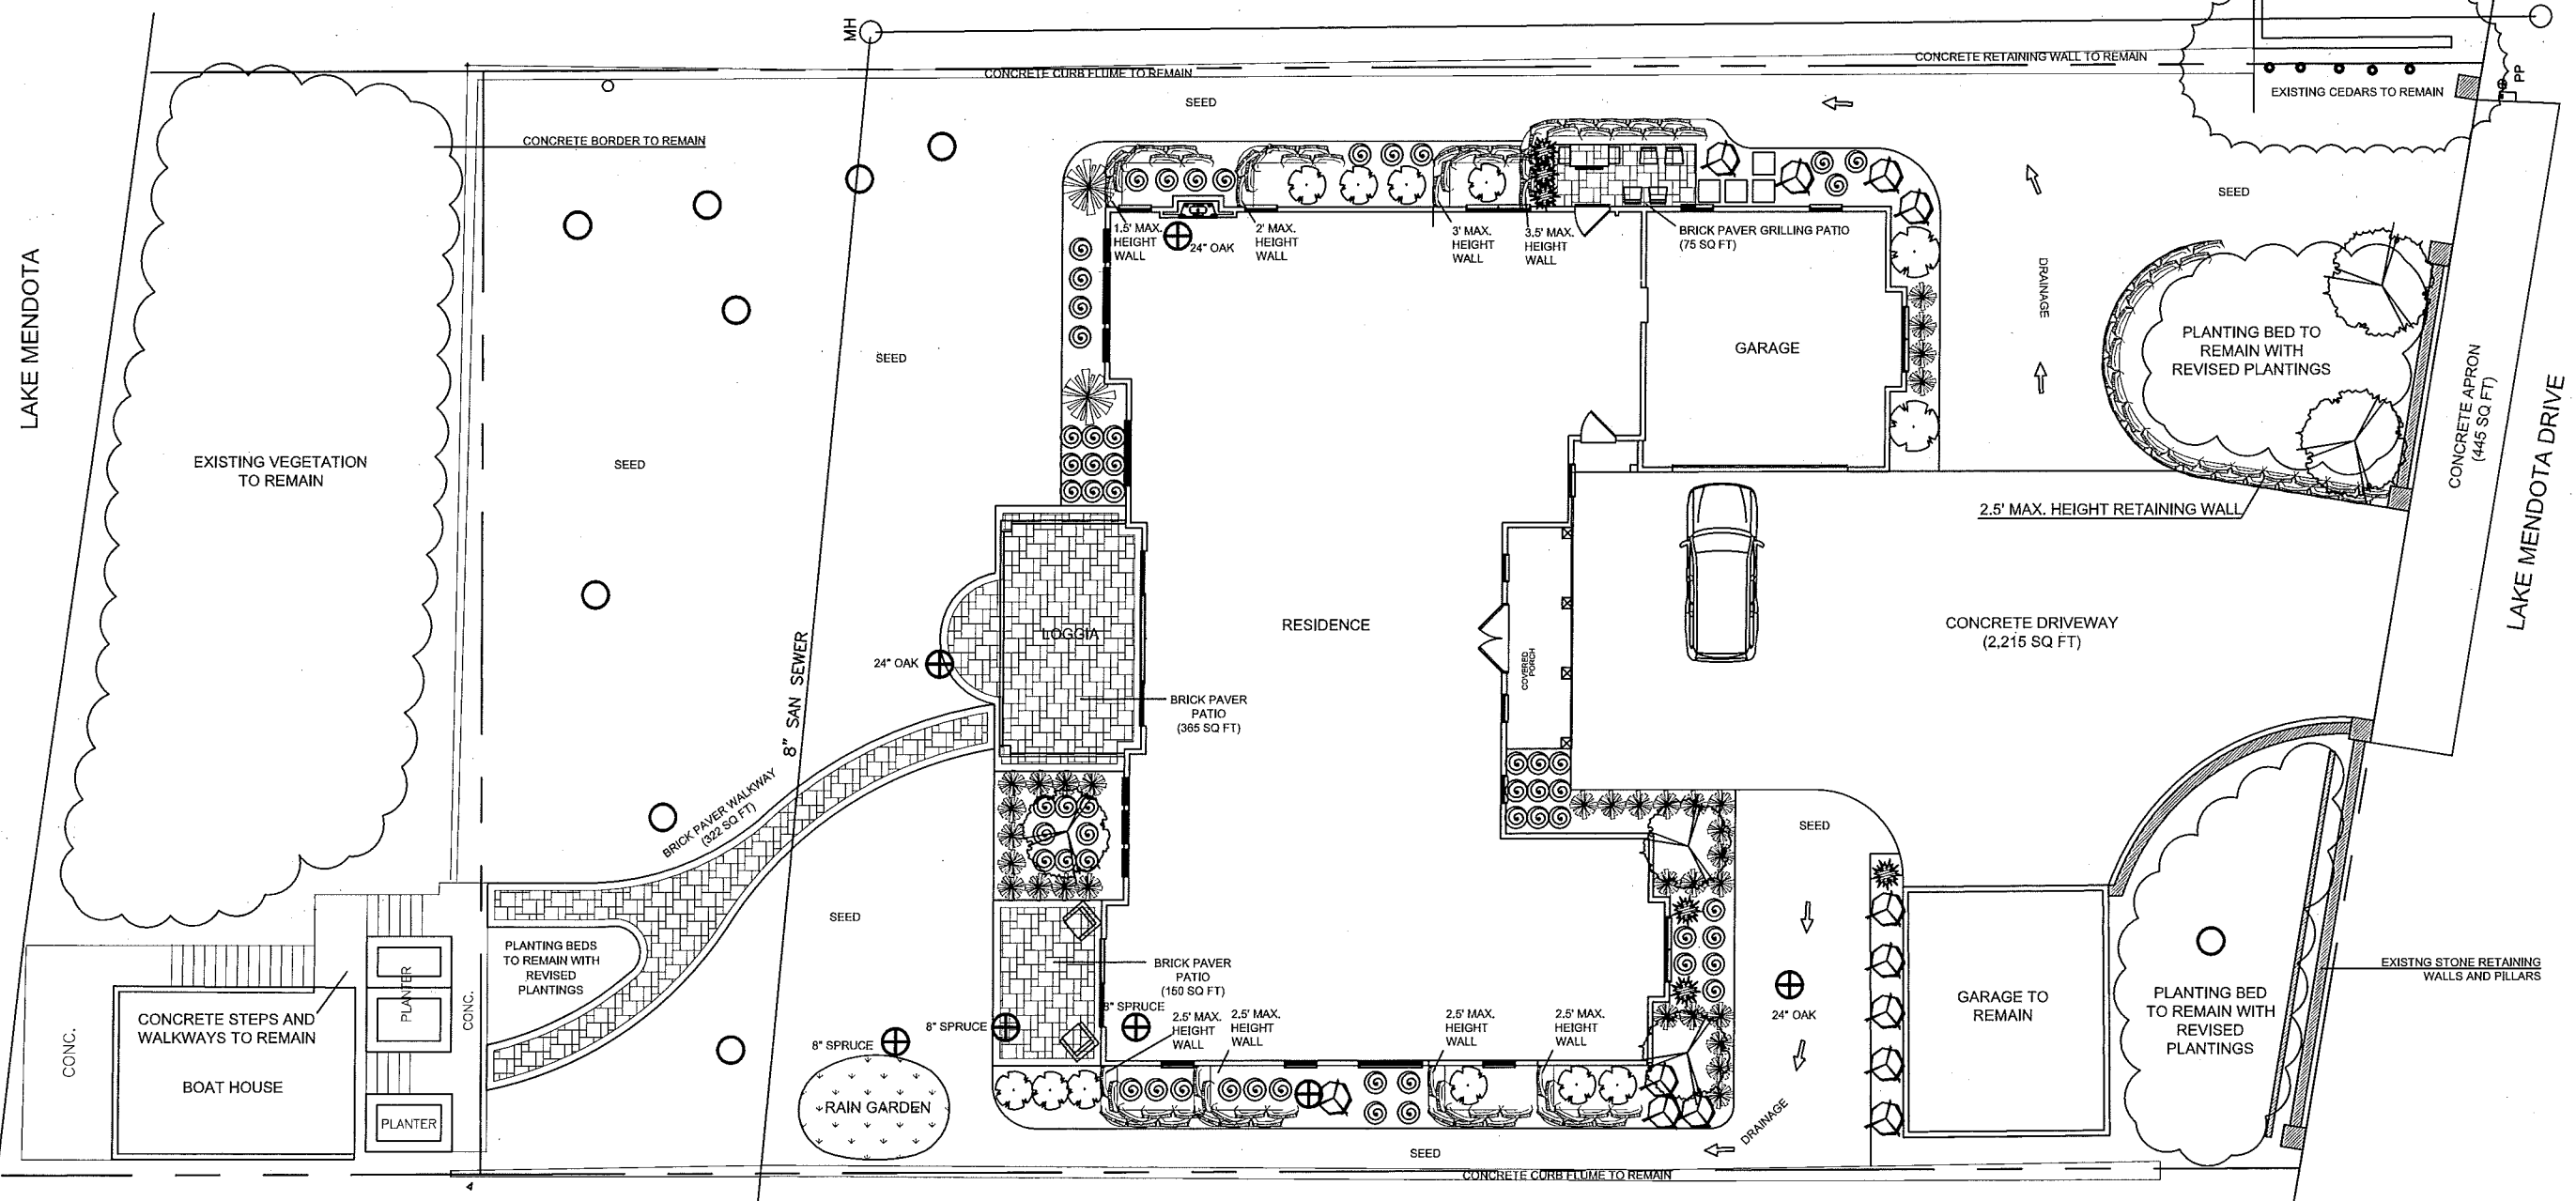 MH
CONCRETE RETAINING WALL TO REMAIN
CONCRETE CURB FLUME TO REMAIN
PP
EXISTING CEDARS TO REMAIN
SEED
CONCRETE BORDER TO REMAIN
SEED
LAKE MENDOTA
1.5' MAX.
HEIGHT
WALL
24" OAK
2' MAX.
HEIGHT
WALL
3' MAX.
HEIGHT
WALL
3.5' MAX.
HEIGHT
WALL
BRICK PAVER GRILLING PATIO
(75 SQ FT)
DRAINAGE
GARAGE
PLANTING BED TO
REMAIN WITH
REVISED PLANTINGS
CONCRETE APRON
(445 SQ FT)
LAKE MENDOTA DRIVE
SEED
EXISTING VEGETATION
TO REMAIN
SEED
2.5' MAX. HEIGHT RETAINING WALL
LOGGIA
RESIDENCE
COVERED
PORCH
CONCRETE DRIVEWAY
(2,215 SQ FT)
24" OAK
8" SAN SEWER
BRICK PAVER
PATIO
(365 SQ FT)
BRICK PAVER WALKWAY
(322 SQ FT)
SEED
SEED
PLANTING BEDS
TO REMAIN WITH
REVISED
PLANTINGS
BRICK PAVER
PATIO
(150 SQ FT)
EXISTNG STONE RETAINING
WALLS AND PILLARS
PLANTER
CONC.
CONC.
CONCRETE STEPS AND
WALKWAYS TO REMAIN
BOAT HOUSE
PLANTER
8" SPRUCE
8" SPRUCE
8" SPRUCE
2.5' MAX.
HEIGHT
WALL
2.5' MAX.
HEIGHT
WALL
2.5' MAX.
HEIGHT
WALL
2.5' MAX.
HEIGHT
WALL
24" OAK
GARAGE TO
REMAIN
PLANTING BED
TO REMAIN WITH
REVISED
PLANTINGS
RAIN GARDEN
DRAINAGE
SEED
CONCRETE CURB FLUME TO REMAIN
4